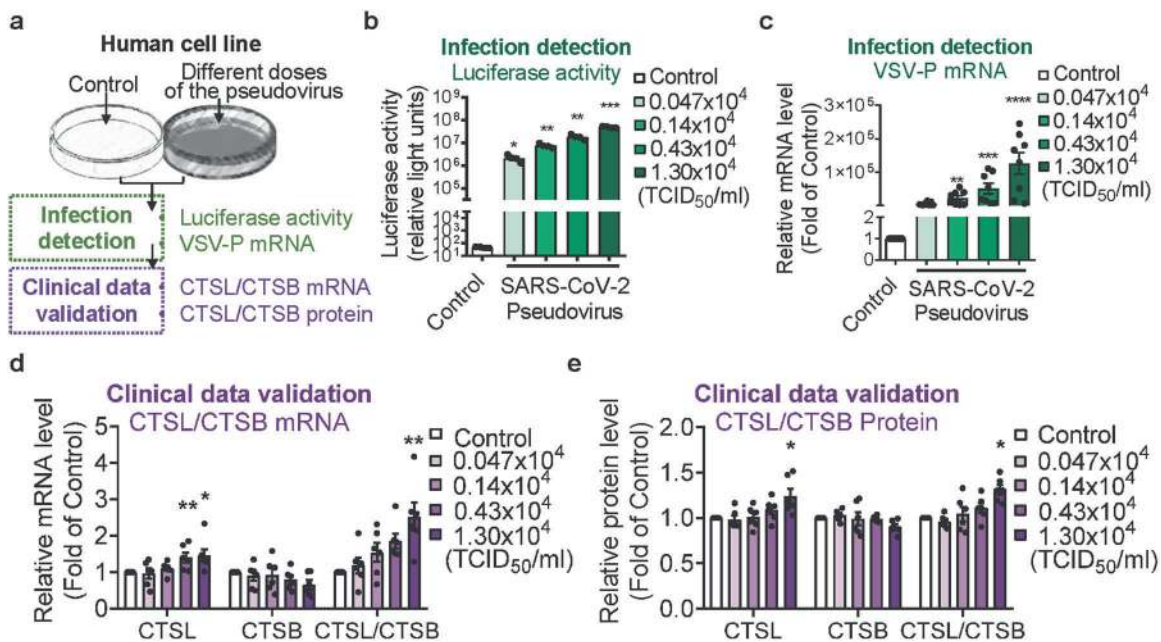 a
Human cell line
Control
Different doses
of the pseudovirus
Infection
detection
Luciferase activity
VSV-P mRNA
Clinical data
validation
CTSL/CTSB mRNA
CTSL/CTSB protein
b
Infection detection
Luciferase activity
Luciferase activity
(relative light units)
10⁹
10⁸
10⁷
10⁶
10⁵
10⁴
10³
10²
10¹
*
**
**
***
Control
SARS-CoV-2
Pseudovirus
Control
0.047x10⁴
0.14x10⁴
0.43x10⁴
1.30x10⁴
(TCID₅₀/ml)
c
Infection detection
VSV-P mRNA
Relative mRNA level
(Fold of Control)
3×10⁵
2×10⁵
1×10⁵
1
0
**
***
****
Control
SARS-CoV-2
Pseudovirus
Control
0.047x10⁴
0.14x10⁴
0.43x10⁴
1.30x10⁴
(TCID₅₀/ml)
d
Clinical data validation
CTSL/CTSB mRNA
Relative mRNA level
(Fold of Control)
5
4
3
2
1
0
**
*
**
CTSL
CTSB
CTSL/CTSB
Control
0.047x10⁴
0.14x10⁴
0.43x10⁴
1.30x10⁴
(TCID₅₀/ml)
e
Clinical data validation
CTSL/CTSB Protein
Relative protein level
(Fold of Control)
2.0
1.5
1.0
0.5
0.0
*
*
CTSL
CTSB
CTSL/CTSB
Control
0.047x10⁴
0.14x10⁴
0.43x10⁴
1.30x10⁴
(TCID₅₀/ml)